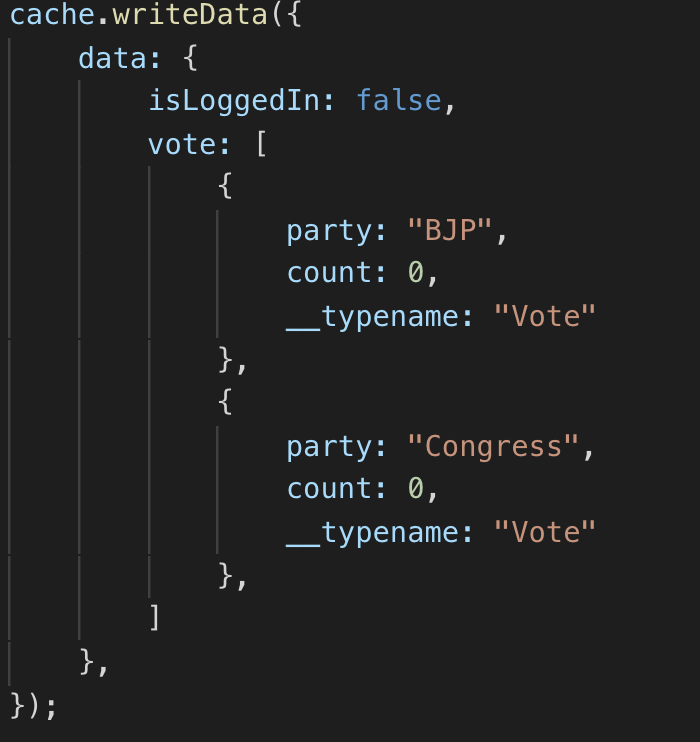 cache.writeData({
    data: {
        isLoggedIn: false,
        vote: [
            {
                party: "BJP",
                count: 0,
                __typename: "Vote"
            },
            {
                party: "Congress",
                count: 0,
                __typename: "Vote"
            },
        ]
    },
});